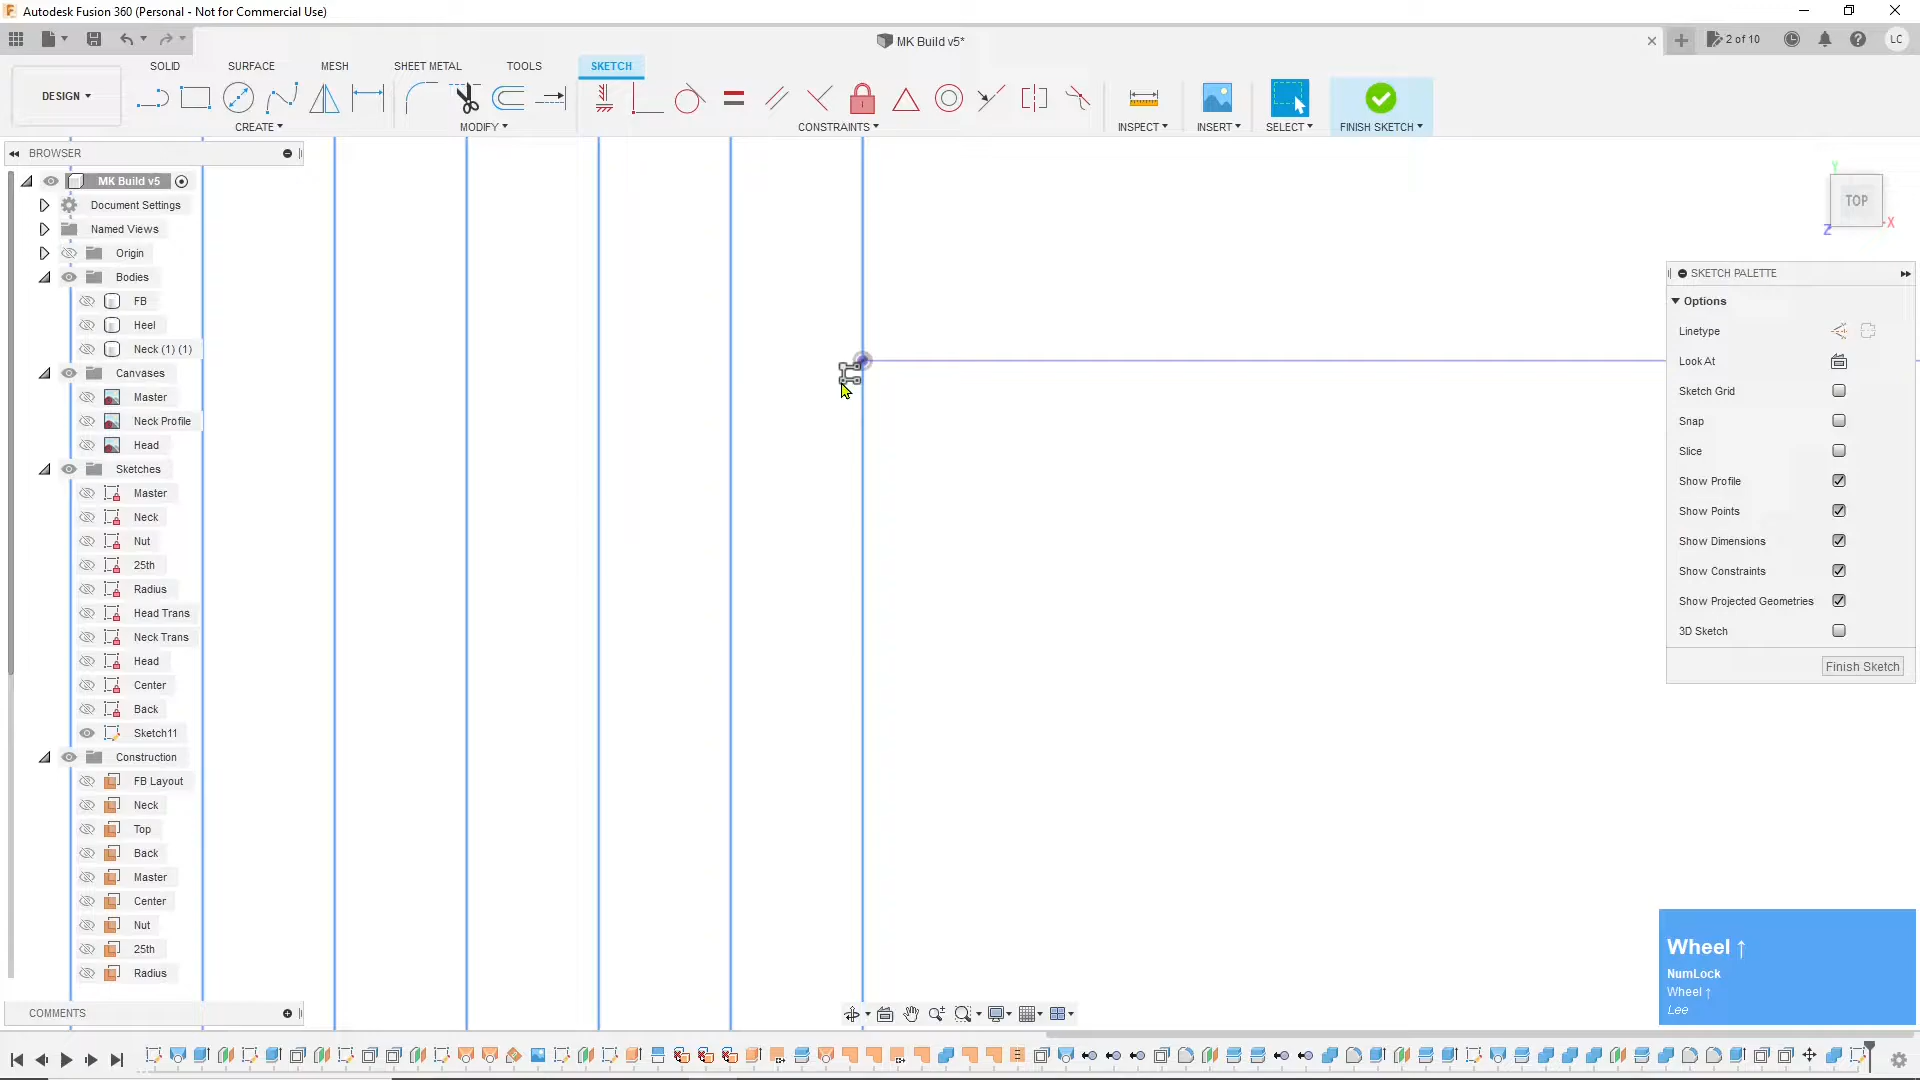 Autodesk Fusion 360 (Personal - Not for Commercial Use)
MK Build v5*
2 of 10
LC
DESIGN
SOLID
SURFACE
MESH
SHEET METAL
TOOLS
SKETCH
CREATE
MODIFY
CONSTRAINTS
INSPECT
INSERT
SELECT
FINISH SKETCH
BROWSER
MK Build v5
Document Settings
Named Views
Origin
Bodies
FB
Heel
Neck (1) (1)
Canvases
Master
Neck Profile
Head
Sketches
Master
Neck
Nut
25th
Radius
Head Trans
Neck Trans
Head
Center
Back
Sketch11
Construction
FB Layout
Neck
Top
Back
Master
Center
Nut
25th
Radius
COMMENTS
Y
TOP
X
Z
SKETCH PALETTE
Options
Linetype
Look At
Sketch Grid
Snap
Slice
Show Profile
Show Points
Show Dimensions
Show Constraints
Show Projected Geometries
3D Sketch
Finish Sketch
Wheel ↑
NumLock
Wheel ↑
Lee